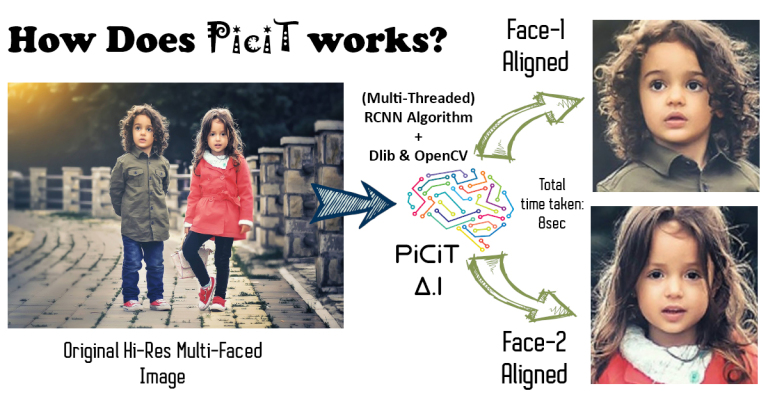 How Does PiciT works?
Face-1
Aligned
(Multi-Threaded)
RCNN Algorithm
+
Dlib & OpenCV
Total
time taken:
8sec
PiCiT
Δ.I
Original Hi-Res Multi-Faced
Image
Face-2
Aligned